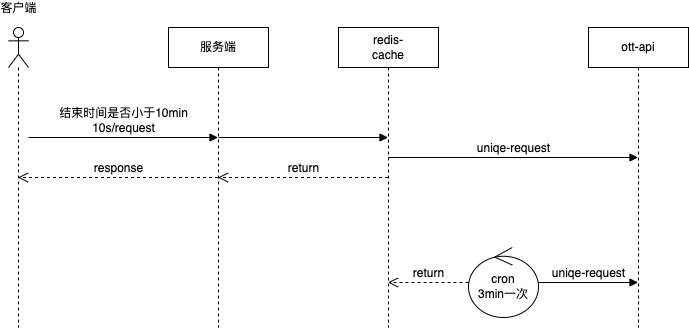 客户端
服务端
redis-
cache
ott-api
结束时间是否小于10min
10s/request
uniqe-request
response
return
return
cron
3min一次
uniqe-request